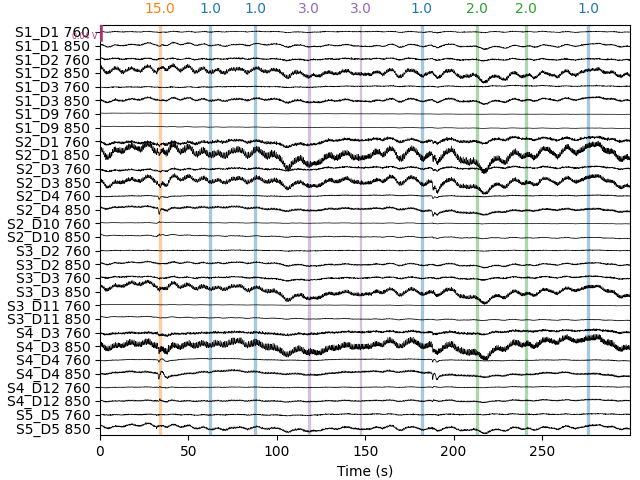 15.0 1.0 1.0 3.0 3.0 1.0 2.0 2.0 1.0
S1_D1 760
S1_D1 850
S1_D2 760
S1_D2 850
S1_D3 760
S1_D3 850
S1_D9 760
S1_D9 850
S2_D1 760
S2_D1 850
S2_D3 760
S2_D3 850
S2_D4 760
S2_D4 850
S2_D10 760
S2_D10 850
S3_D2 760
S3_D2 850
S3_D3 760
S3_D3 850
S3_D11 760
S3_D11 850
S4_D3 760
S4_D3 850
S4_D4 760
S4_D4 850
S4_D12 760
S4_D12 850
S5_D5 760
S5_D5 850
0 50 100 150 200 250
Time (s)